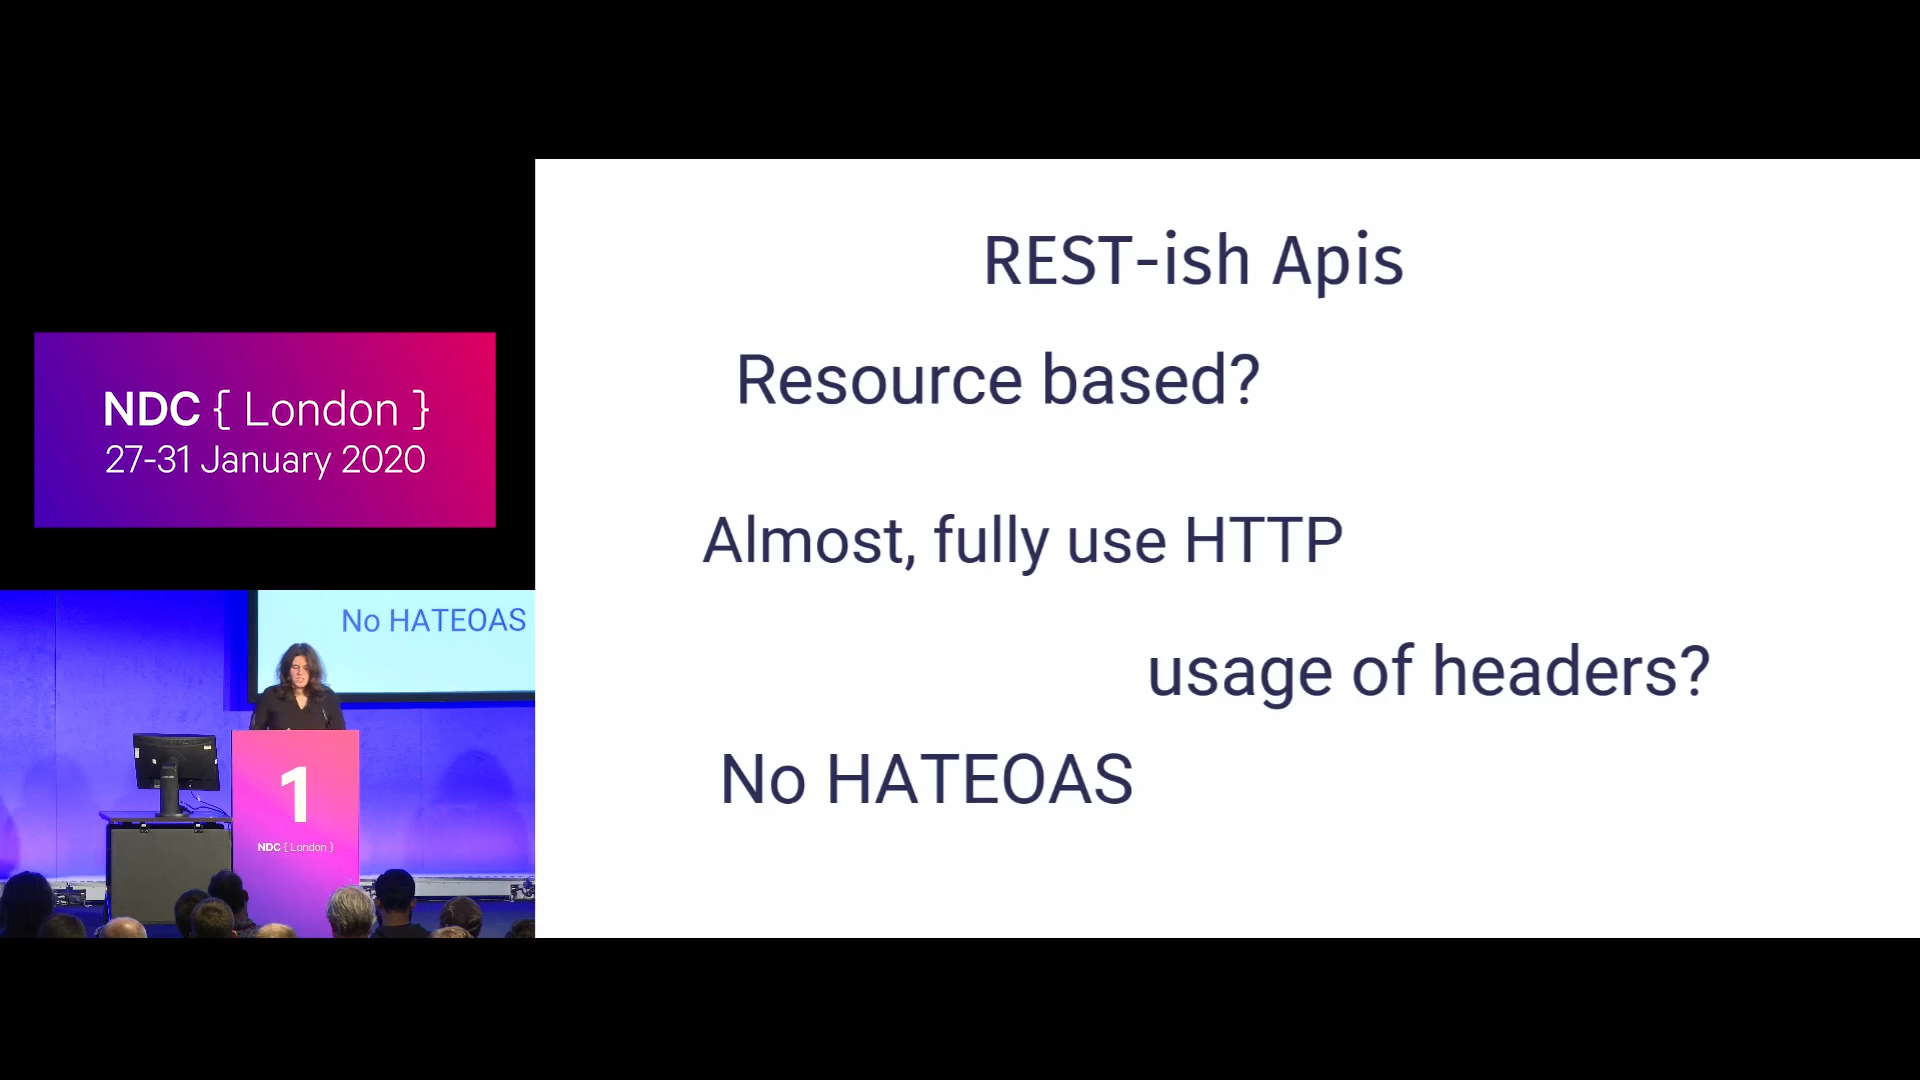 REST-ish Apis
Resource based?
Almost, fully use HTTP
usage of headers?
No HATEOAS
NDC { London }
27-31 January 2020
No HATEOAS
1
NDC { London }